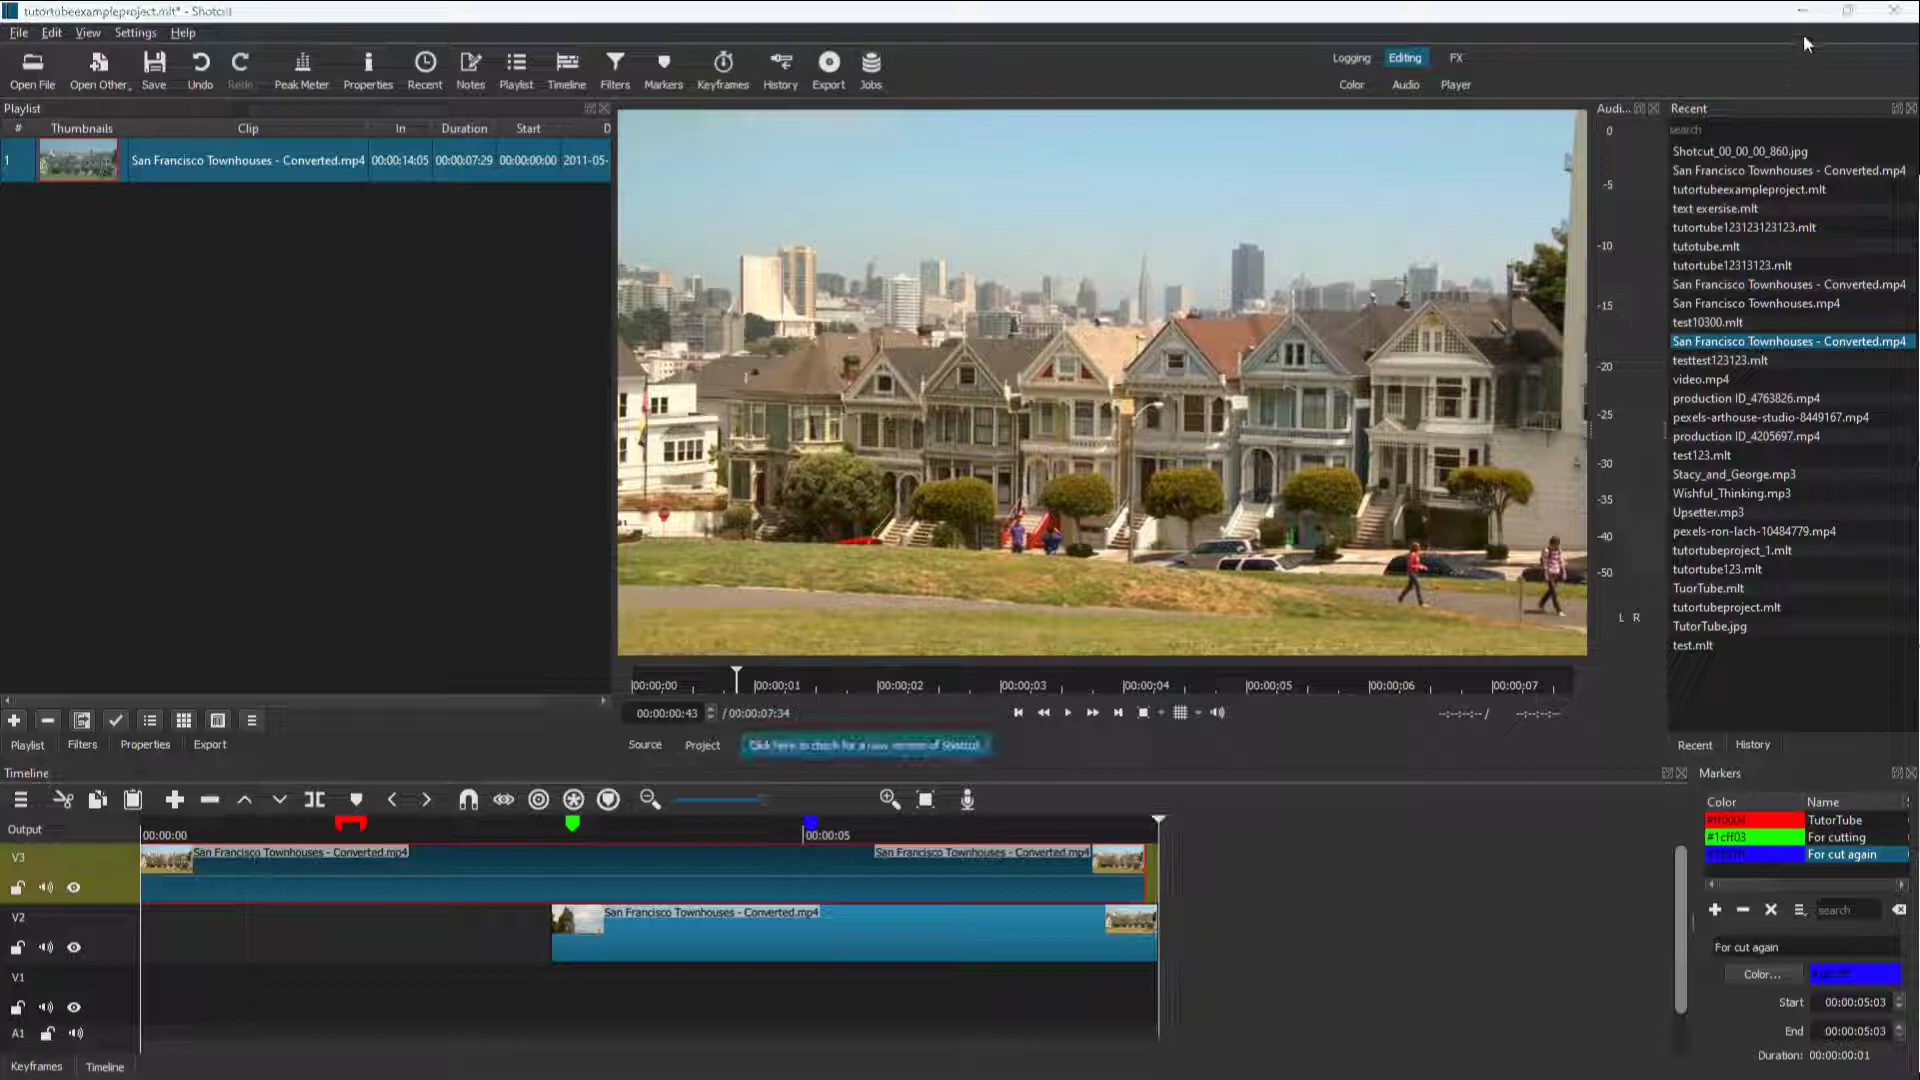 tutortubeexampleproject.mlt* - Shotcut
File Edit View Settings Help
Open File Open Other.. Save Undo Redo Peak Meter Properties Recent Notes Playlist Timeline Filters Markers Keyframes History Export Jobs
Logging Editing FX
Color Audio Player
Playlist
# Thumbnails Clip In Duration Start D
1 San Francisco Townhouses - Converted.mp4 00:00:14:05 00:00:07:29 00:00:00:00 2011-05-
Audi...
0
-5
-10
-15
-20
-25
-30
-35
-40
-50
L R
Recent
search
Shotcut_00_00_00_860.jpg
San Francisco Townhouses - Converted.mp4
tutortubeexampleproject.mlt
text exersise.mlt
tutortube123123123123.mlt
tutotube.mlt
tutortube12313123.mlt
San Francisco Townhouses - Converted.mp4
San Francisco Townhouses.mp4
test10300.mlt
San Francisco Townhouses - Converted.mp4
testtest123123.mlt
video.mp4
production ID_4763826.mp4
pexels-arthouse-studio-8449167.mp4
production ID_4205697.mp4
test123.mlt
Stacy_and_George.mp3
Wishful_Thinking.mp3
Upsetter.mp3
pexels-ron-lach-10484779.mp4
tutortubeproject_1.mlt
tutortube123.mlt
TuorTube.mlt
tutortubeproject.mlt
TutorTube.jpg
test.mlt
00:00;00 00:00;01 00:00;02 00:00;03 00:00;04 00:00;05 00:00;06 00:00;07
00:00:00:43 / 00:00:07:34
--:--:--:-- / --:--:--:--
Playlist Filters Properties Export
Source Project Click here to check for a new version of Shotcut.
Recent History
Timeline
Output
00:00:00 00:00:05
V3 San Francisco Townhouses - Converted.mp4 San Francisco Townhouses - Converted.mp4
V2 San Francisco Townhouses - Converted.mp4
V1
A1
Keyframes Timeline
Markers
Color Name
#ff0004 TutorTube
#1cff03 For cutting
For cut again
search
For cut again
Color...
Start 00:00:05:03
End 00:00:05:03
Duration: 00:00:00:01